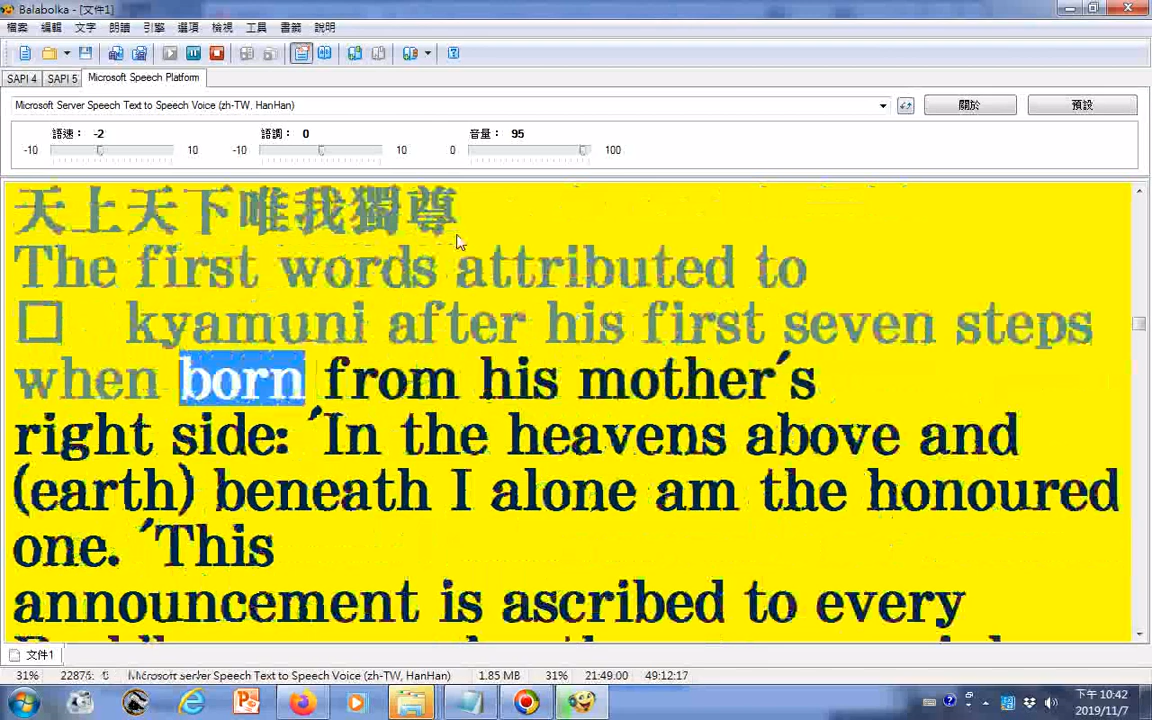 Balabolka - [文件1]
檔案 編輯 文字 朗讀 引擎 選項 檢視 工具 書籤 說明
SAPI 4 SAPI 5 Microsoft Speech Platform
Microsoft Server Speech Text to Speech Voice (zh-TW, HanHan) 關於 預設
語速： -2 語調： 0 音量： 95
-10 10 -10 10 0 100
天上天下唯我獨尊
The first words attributed to
□ kyamuni after his first seven steps
when born from his mother's
right side: 'In the heavens above and
(earth) beneath I alone am the honoured
one. 'This
announcement is ascribed to every
文件1
31% Microsoft Server Speech Text to Speech Voice (zh-TW, HanHan) 1.85 MB 31% 21:49:00 49:12:17
下午 10:42
2019/11/7